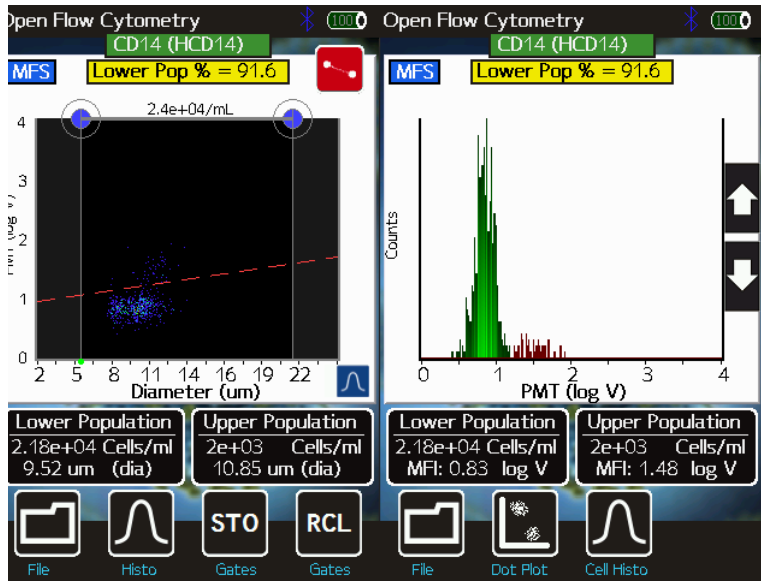 Open Flow Cytometry 100
CD14 (HCD14)
MFS Lower Pop % = 91.6
2.4e+04/mL
4
3
2
1
0
PMT (log V)
2 5 8 11 14 16 19 22
Diameter (um)
Lower Population
2.18e+04 Cells/ml
9.52 um (dia)
Upper Population
2e+03 Cells/ml
10.85 um (dia)
STO
RCL
File Histo Gates Gates
Open Flow Cytometry 100
CD14 (HCD14)
MFS Lower Pop % = 91.6
Counts
0 1 2 3 4
PMT (log V)
Lower Population
2.18e+04 Cells/ml
MFI: 0.83 log V
Upper Population
2e+03 Cells/ml
MFI: 1.48 log V
File Dot Plot Cell Histo